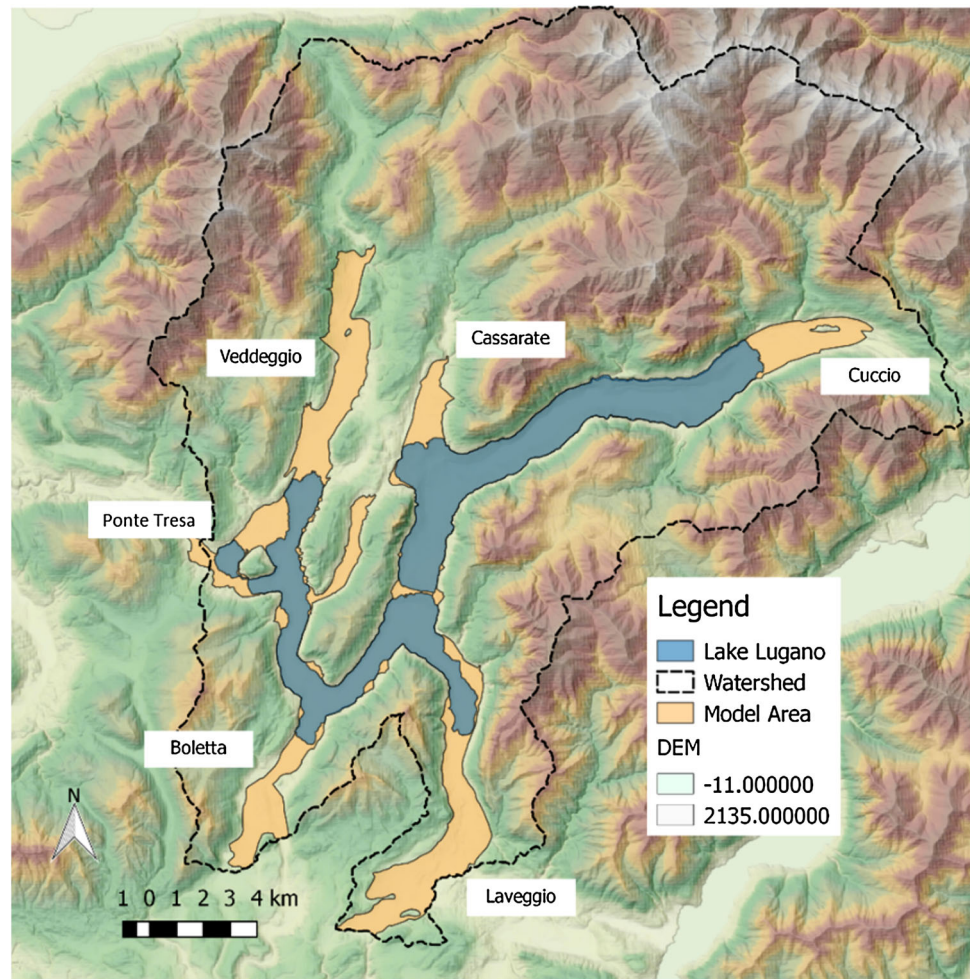 Cassarate
Veddeggio
Cuccio
Ponte Tresa
Legend
Lake Lugano
Watershed
Model Area
DEM
-11.000000
2135.000000
Boletta
N
Laveggio
1 0 1 2 3 4 km